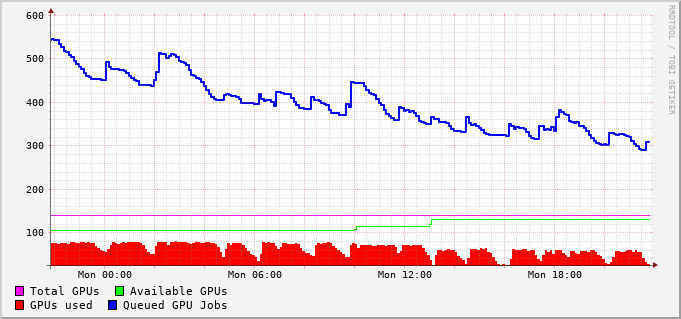 600
500
400
300
200
100
Mon 00:00 Mon 06:00 Mon 12:00 Mon 18:00
Total GPUs Available GPUs
GPUs used Queued GPU Jobs
RRDTOOL / TOBI OETIKER